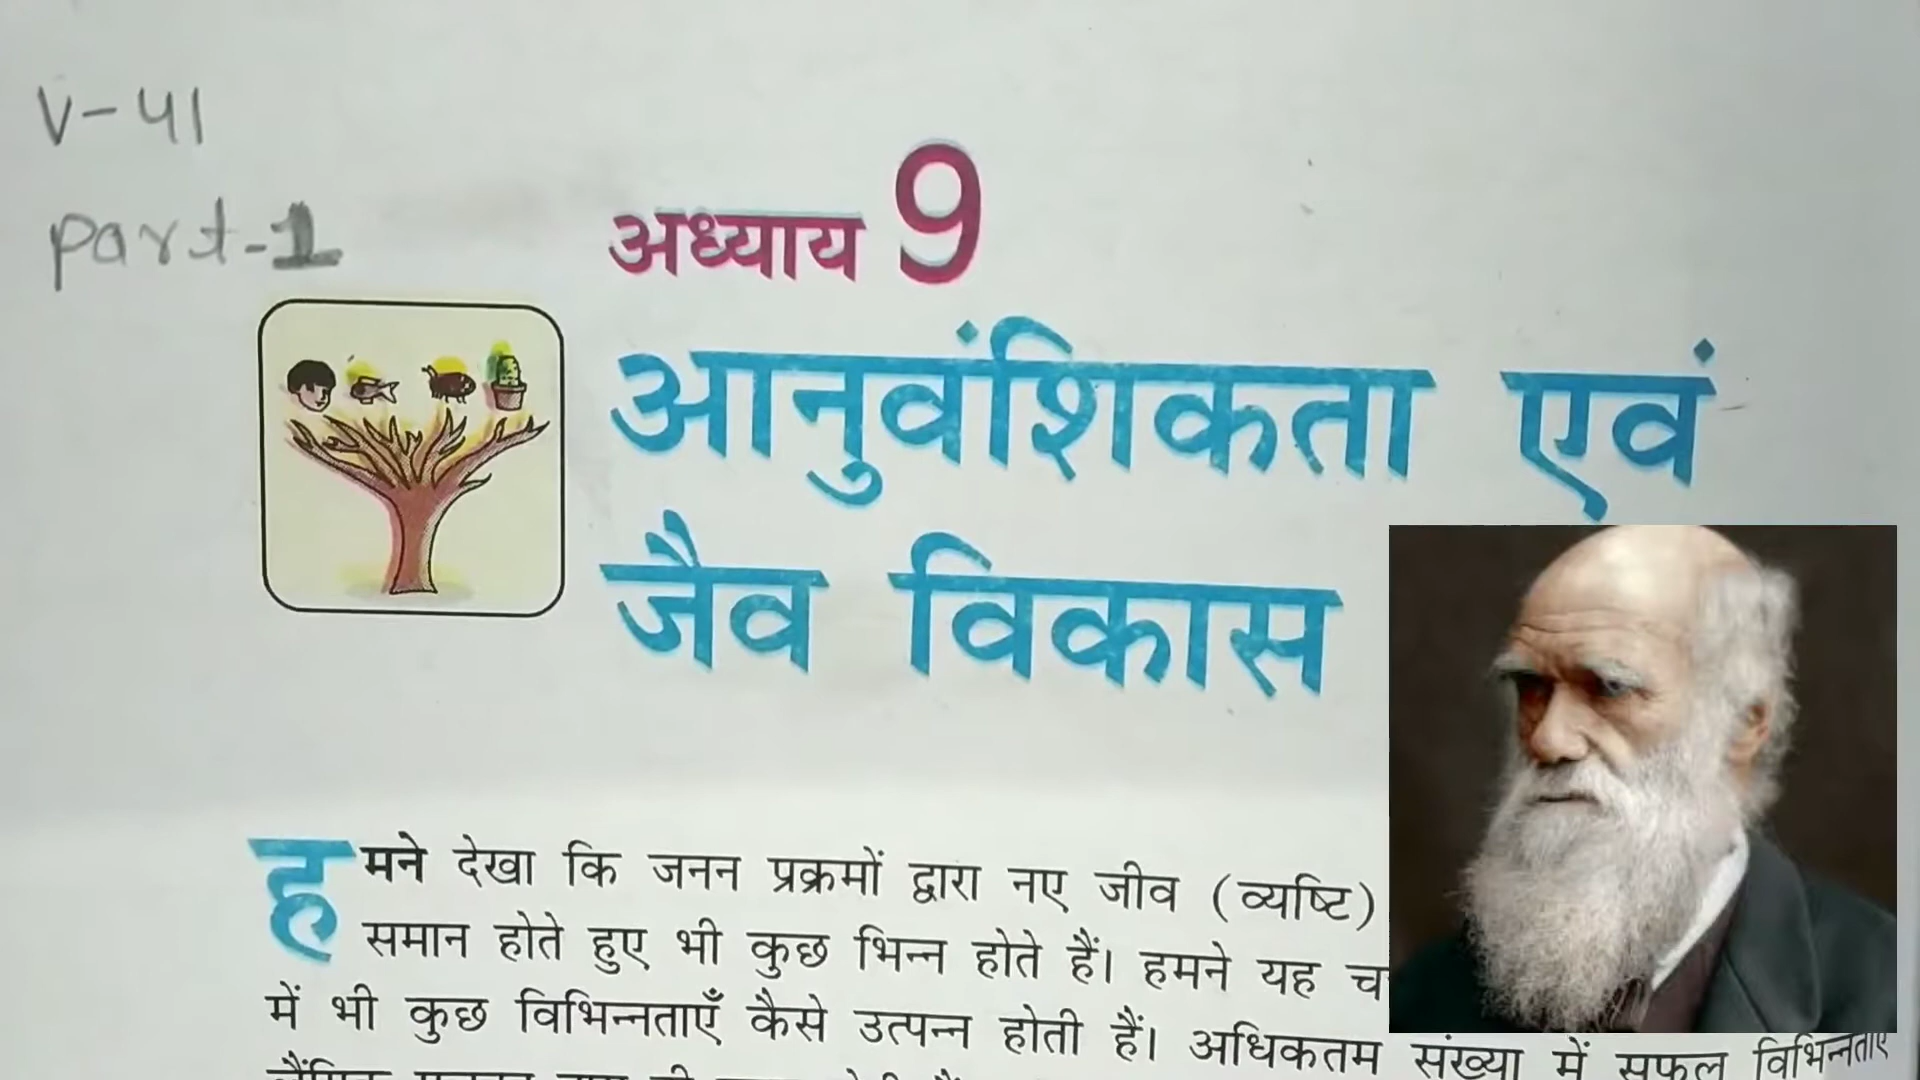 V-41
part-1
अध्याय 9
आनुवंशिकता एवं
जैव विकास
हमने देखा कि जनन प्रक्रमों द्वारा नए जीव (व्यष्टि)
समान होते हुए भी कुछ भिन्न होते हैं। हमने यह
में भी कुछ विभिन्नताएँ कैसे उत्पन्न होती हैं। अधिकतम संख्या में सफल विभिन्नताएँ